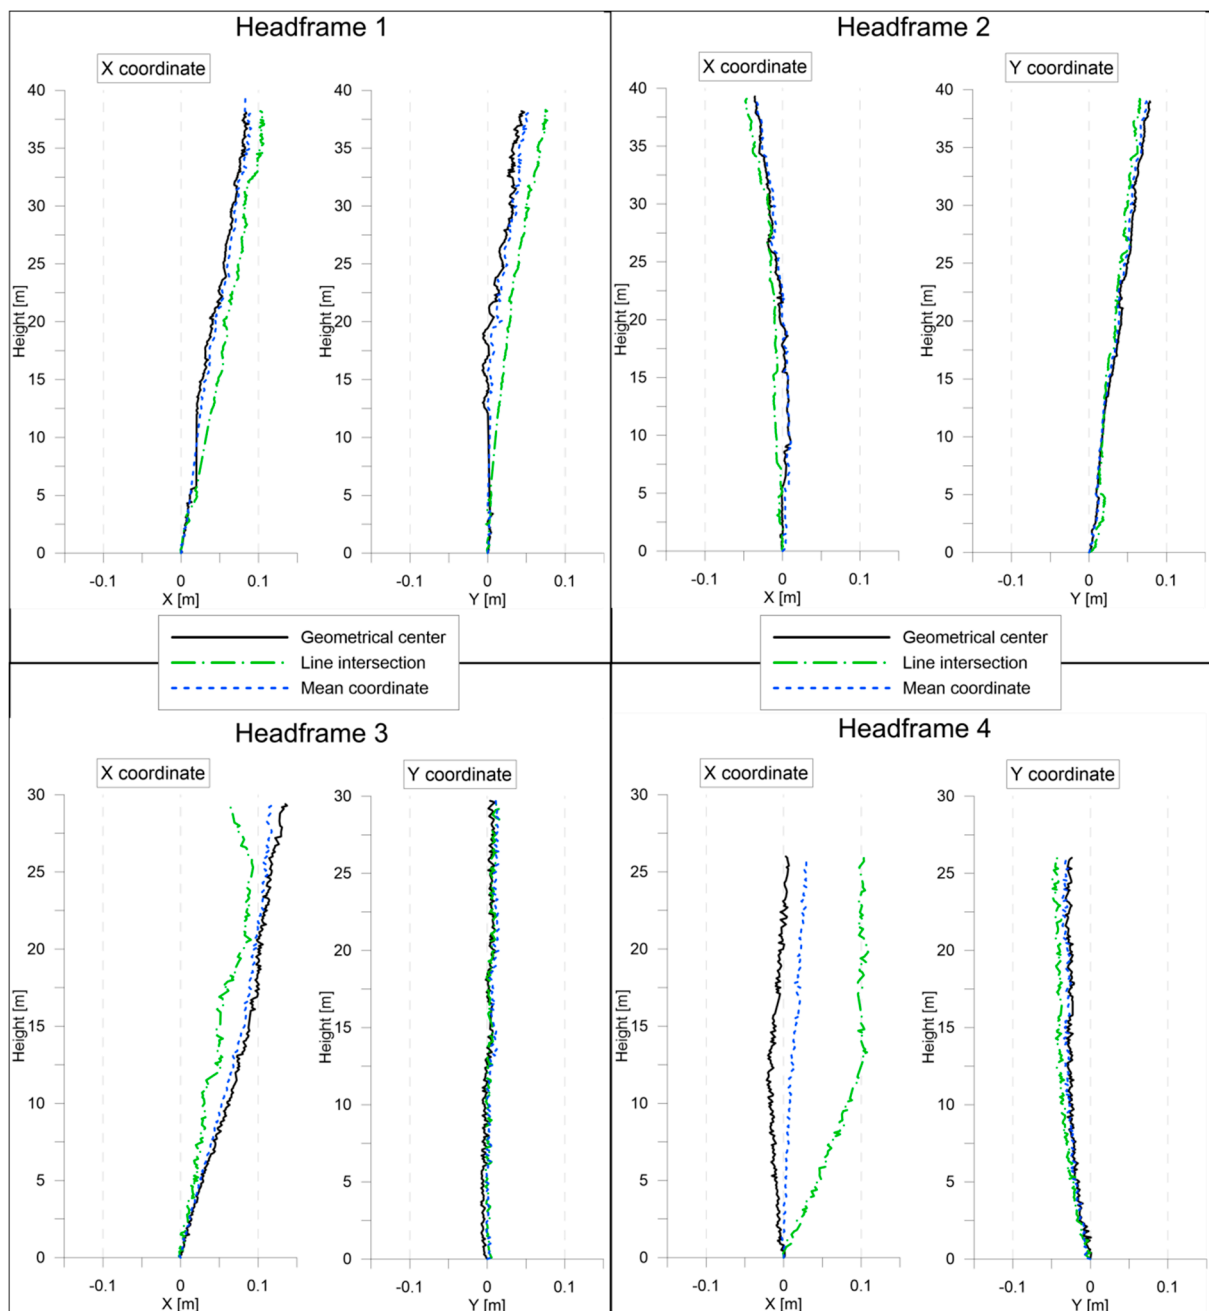 Headframe 1
X coordinate
40
35
30
25
20
15
10
5
0
Height [m]
-0.1 0 0.1
X [m]
40
35
30
25
20
15
10
5
0
Height [m]
-0.1 0 0.1
Y [m]
Headframe 2
X coordinate
40
35
30
25
20
15
10
5
0
Height [m]
-0.1 0 0.1
X [m]
Y coordinate
40
35
30
25
20
15
10
5
0
Height [m]
-0.1 0 0.1
Y [m]
Geometrical center
Line intersection
Mean coordinate
Geometrical center
Line intersection
Mean coordinate
Headframe 3
X coordinate
30
25
20
15
10
5
0
Height [m]
-0.1 0 0.1
X [m]
Y coordinate
30
25
20
15
10
5
0
Height [m]
-0.1 0 0.1
Y [m]
Headframe 4
X coordinate
30
25
20
15
10
5
0
Height [m]
-0.1 0 0.1
X [m]
Y coordinate
30
25
20
15
10
5
0
Height [m]
-0.1 0 0.1
Y [m]